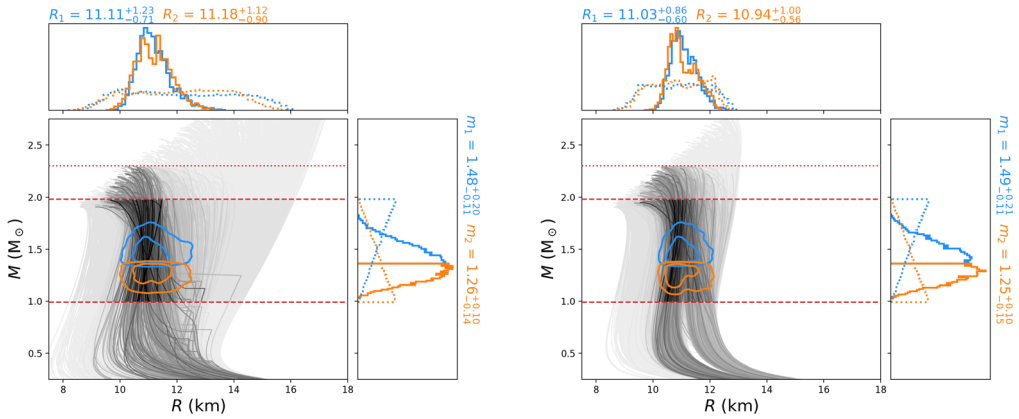 R₁ = 11.11⁺¹·²³₋₀.₇₁ R₂ = 11.18⁺¹·¹²₋₀.₉₀
m₁ = 1.48⁺⁰·²⁰₋₀.₁₁ m₂ = 1.26⁺⁰·¹⁰₋₀.₁₄
2.5
2.0
1.5
1.0
0.5
M (M⊙)
8 10 12 14 16 18
R (km)
R₁ = 11.03⁺⁰·⁸⁶₋₀.₆₀ R₂ = 10.94⁺¹·⁰⁰₋₀.₅₆
m₁ = 1.49⁺⁰·²¹₋₀.₁₁ m₂ = 1.25⁺⁰·¹⁰₋₀.₁₅
2.5
2.0
1.5
1.0
0.5
M (M⊙)
8 10 12 14 16 18
R (km)